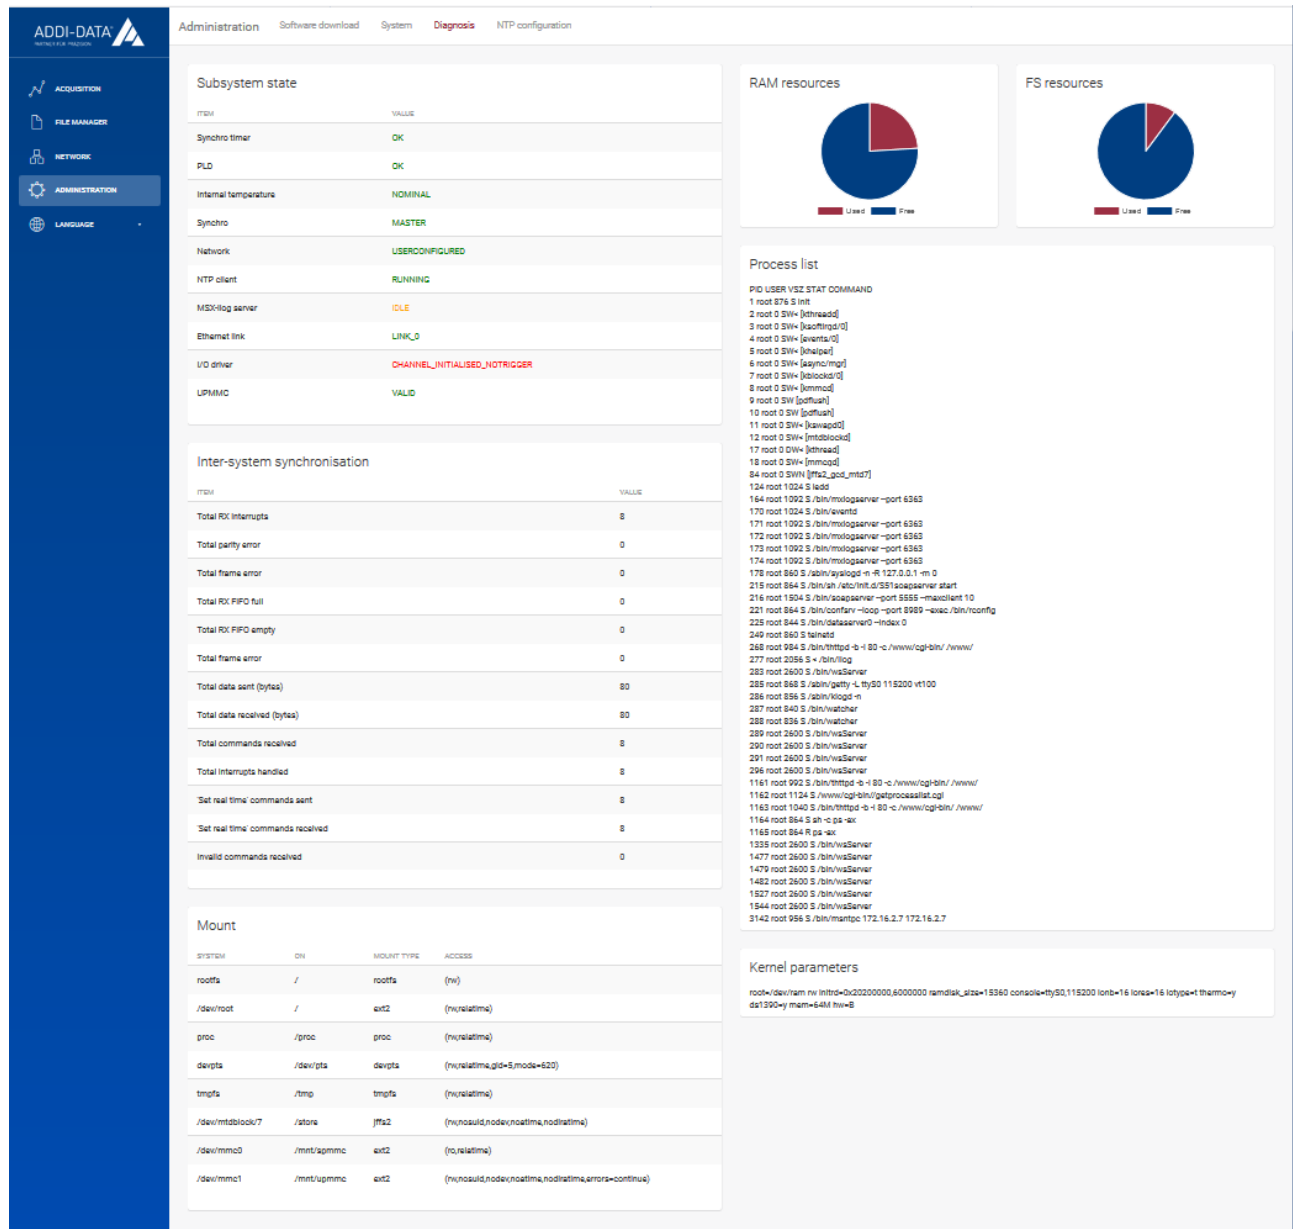 ADDI-DATA
PARTNER FOR PRECISION
ACQUISITION
FILE MANAGER
NETWORK
ADMINISTRATION
LANGUAGE
Administration Software download System Diagnosis NTP configuration
Subsystem state
ITEM VALUE
Synchro timer OK
PLD OK
Internal temperature NOMINAL
Synchro MASTER
Network USERCONFIGURED
NTP client RUNNING
MSX-Ilog server IDLE
Ethernet link LINK_0
I/O driver CHANNEL_INITIALISED_NOTRIGGER
UPMMC VALID
Inter-system synchronisation
ITEM VALUE
Total RX interrupts 8
Total parity error 0
Total frame error 0
Total RX FIFO full 0
Total RX FIFO empty 0
Total frame error 0
Total data sent (bytes) 80
Total data received (bytes) 80
Total commands received 8
Total interrupts handled 8
'Set real time' commands sent 8
'Set real time' commands received 8
Invalid commands received 0
Mount
SYSTEM ON MOUNT TYPE ACCESS
rootfs / rootfs (rw)
/dev/root / ext2 (rw,relatime)
proc /proc proc (rw,relatime)
devpts /dev/pts devpts (rw,relatime,gid=5,mode=620)
tmpfs /tmp tmpfs (rw,relatime)
/dev/mtdblock/7 /store jffs2 (rw,nosuid,nodev,noatime,nodiratime)
/dev/mmc0 /mnt/spmmc ext2 (ro,relatime)
/dev/mmc1 /mnt/upmmc ext2 (rw,nosuid,nodev,noatime,nodiratime,errors=continue)
RAM resources
Used Free
FS resources
Used Free
Process list
PID USER VSZ STAT COMMAND
1 root 876 S init
2 root 0 SW< [kthreadd]
3 root 0 SW< [ksoftirqd/0]
4 root 0 SW< [events/0]
5 root 0 SW< [khelper]
6 root 0 SW< [async/mgr]
7 root 0 SW< [kblockd/0]
8 root 0 SW< [kmmcd]
9 root 0 SW [pdflush]
10 root 0 SW [pdflush]
11 root 0 SW< [kswapd0]
12 root 0 SW< [mtdblockd]
17 root 0 DW< [kthread]
18 root 0 SW< [mmcqd]
84 root 0 SWN [jffs2_gcd_mtd7]
124 root 1024 S ledd
164 root 1092 S /bin/mxlogserver --port 6363
170 root 1024 S /bin/eventd
171 root 1092 S /bin/mxlogserver --port 6363
172 root 1092 S /bin/mxlogserver --port 6363
173 root 1092 S /bin/mxlogserver --port 6363
174 root 1092 S /bin/mxlogserver --port 6363
178 root 860 S /sbin/syslogd -n -R 127.0.0.1 -m 0
215 root 864 S /bin/sh /etc/init.d/S51soapserver start
216 root 1504 S /bin/soapserver --port 5555 --maxclient 10
221 root 864 S /bin/confsrv --loop --port 8989 --exec /bin/rconfig
225 root 844 S /bin/dataserver0 --index 0
249 root 860 S telnetd
268 root 984 S /bin/thttpd -b -i 80 -c /www/cgi-bin/ /www/
277 root 2056 S < /bin/ilog
283 root 2600 S /bin/wsServer
285 root 868 S /sbin/getty -L ttyS0 115200 vt100
286 root 856 S /sbin/klogd -n
287 root 840 S /bin/watcher
288 root 836 S /bin/watcher
289 root 2600 S /bin/wsServer
290 root 2600 S /bin/wsServer
291 root 2600 S /bin/wsServer
296 root 2600 S /bin/wsServer
1161 root 992 S /bin/thttpd -b -i 80 -c /www/cgi-bin/ /www/
1162 root 1124 S /www/cgi-bin//getprocesslist.cgi
1163 root 1040 S /bin/thttpd -b -i 80 -c /www/cgi-bin/ /www/
1164 root 864 S sh -c ps -ax
1165 root 864 R ps -ax
1335 root 2600 S /bin/wsServer
1477 root 2600 S /bin/wsServer
1479 root 2600 S /bin/wsServer
1482 root 2600 S /bin/wsServer
1527 root 2600 S /bin/wsServer
1544 root 2600 S /bin/wsServer
3142 root 956 S /bin/msntpc 172.16.2.7 172.16.2.7
Kernel parameters
root=/dev/ram rw initrd=0x20200000,6000000 ramdisk_size=15360 console=ttyS0,115200 ionb=16 iores=16 iotype=t thermo=y
ds1390=y mem=64M hw=B